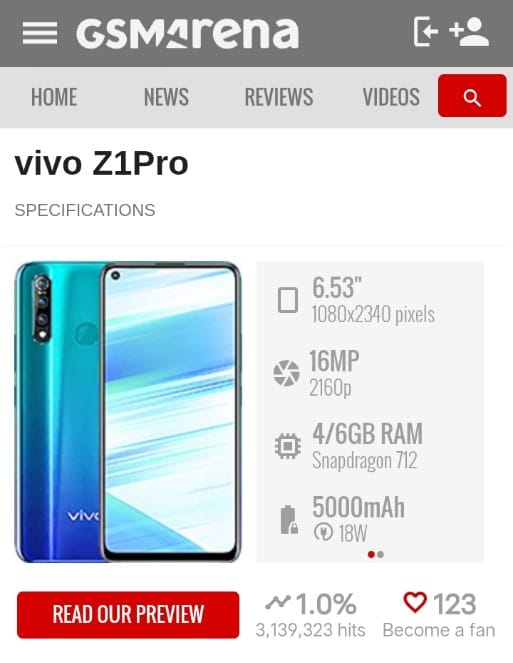 GSMArena
HOME NEWS REVIEWS VIDEOS
vivo Z1Pro
SPECIFICATIONS
6.53"
1080x2340 pixels
16MP
2160p
4/6GB RAM
Snapdragon 712
5000mAh
18W
vivo
READ OUR PREVIEW
1.0%
3,139,323 hits
123
Become a fan